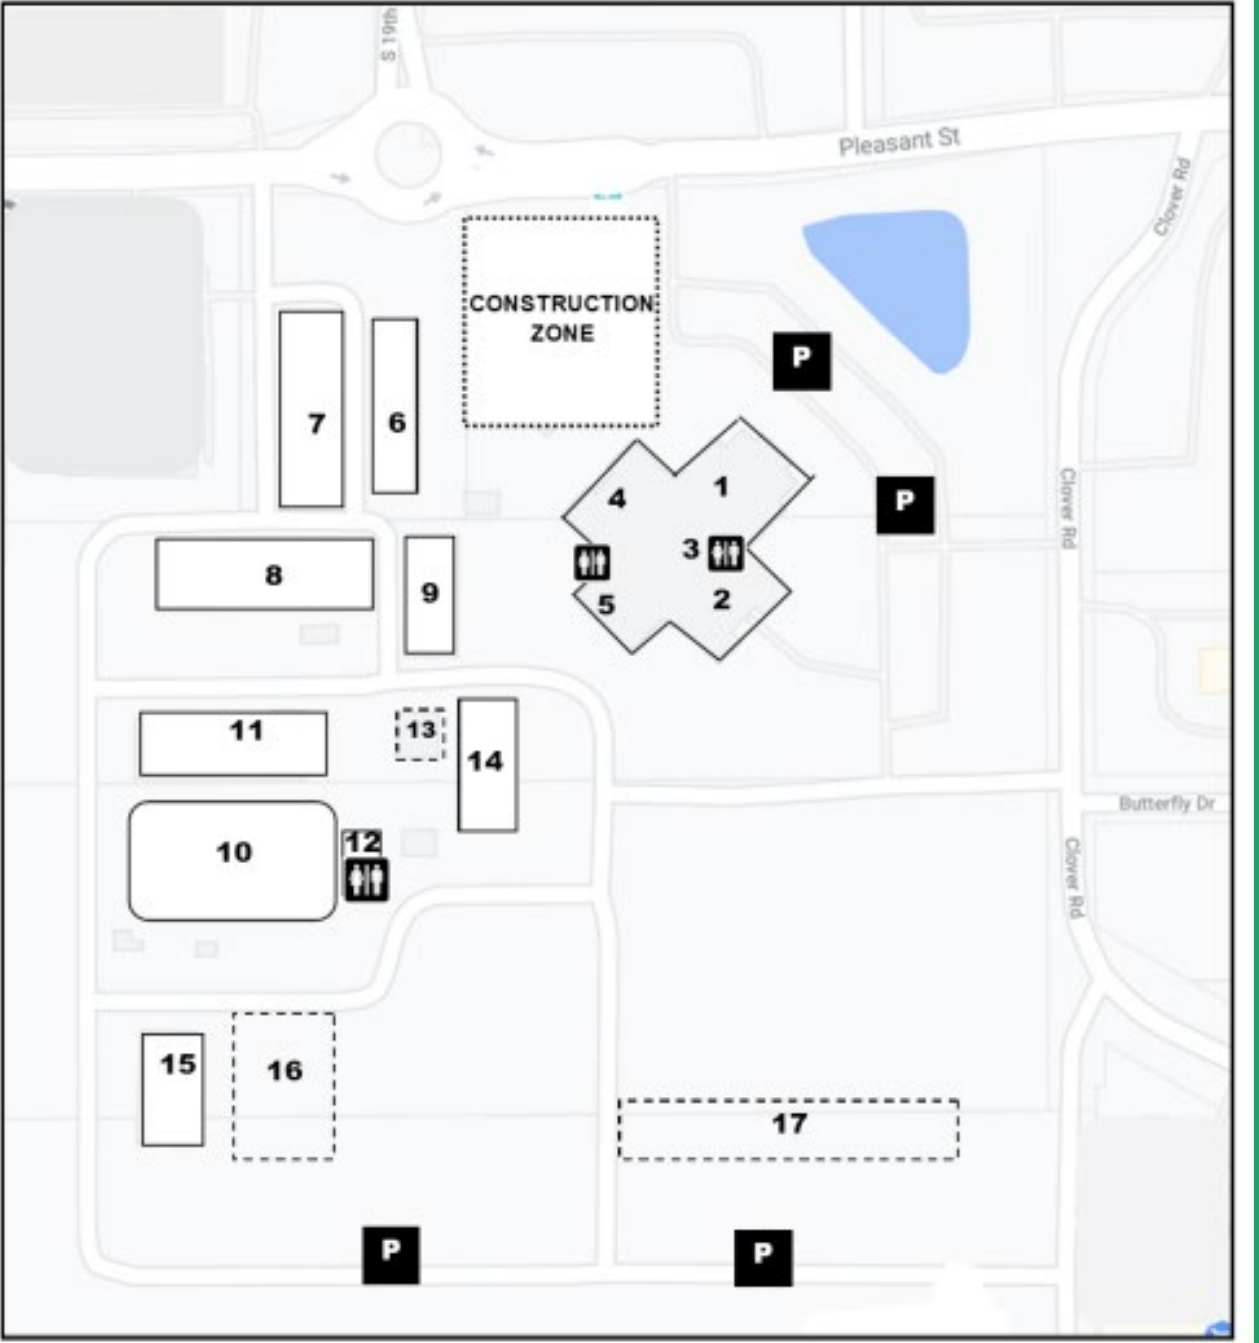 S 19th
Pleasant St
Clover Rd
CONSTRUCTION
ZONE
P
7
6
4
1
Clover Rd
P
3
8
9
5
2
11
13
14
Butterfly Dr
10
12
Clover Rd
15
16
17
P
P